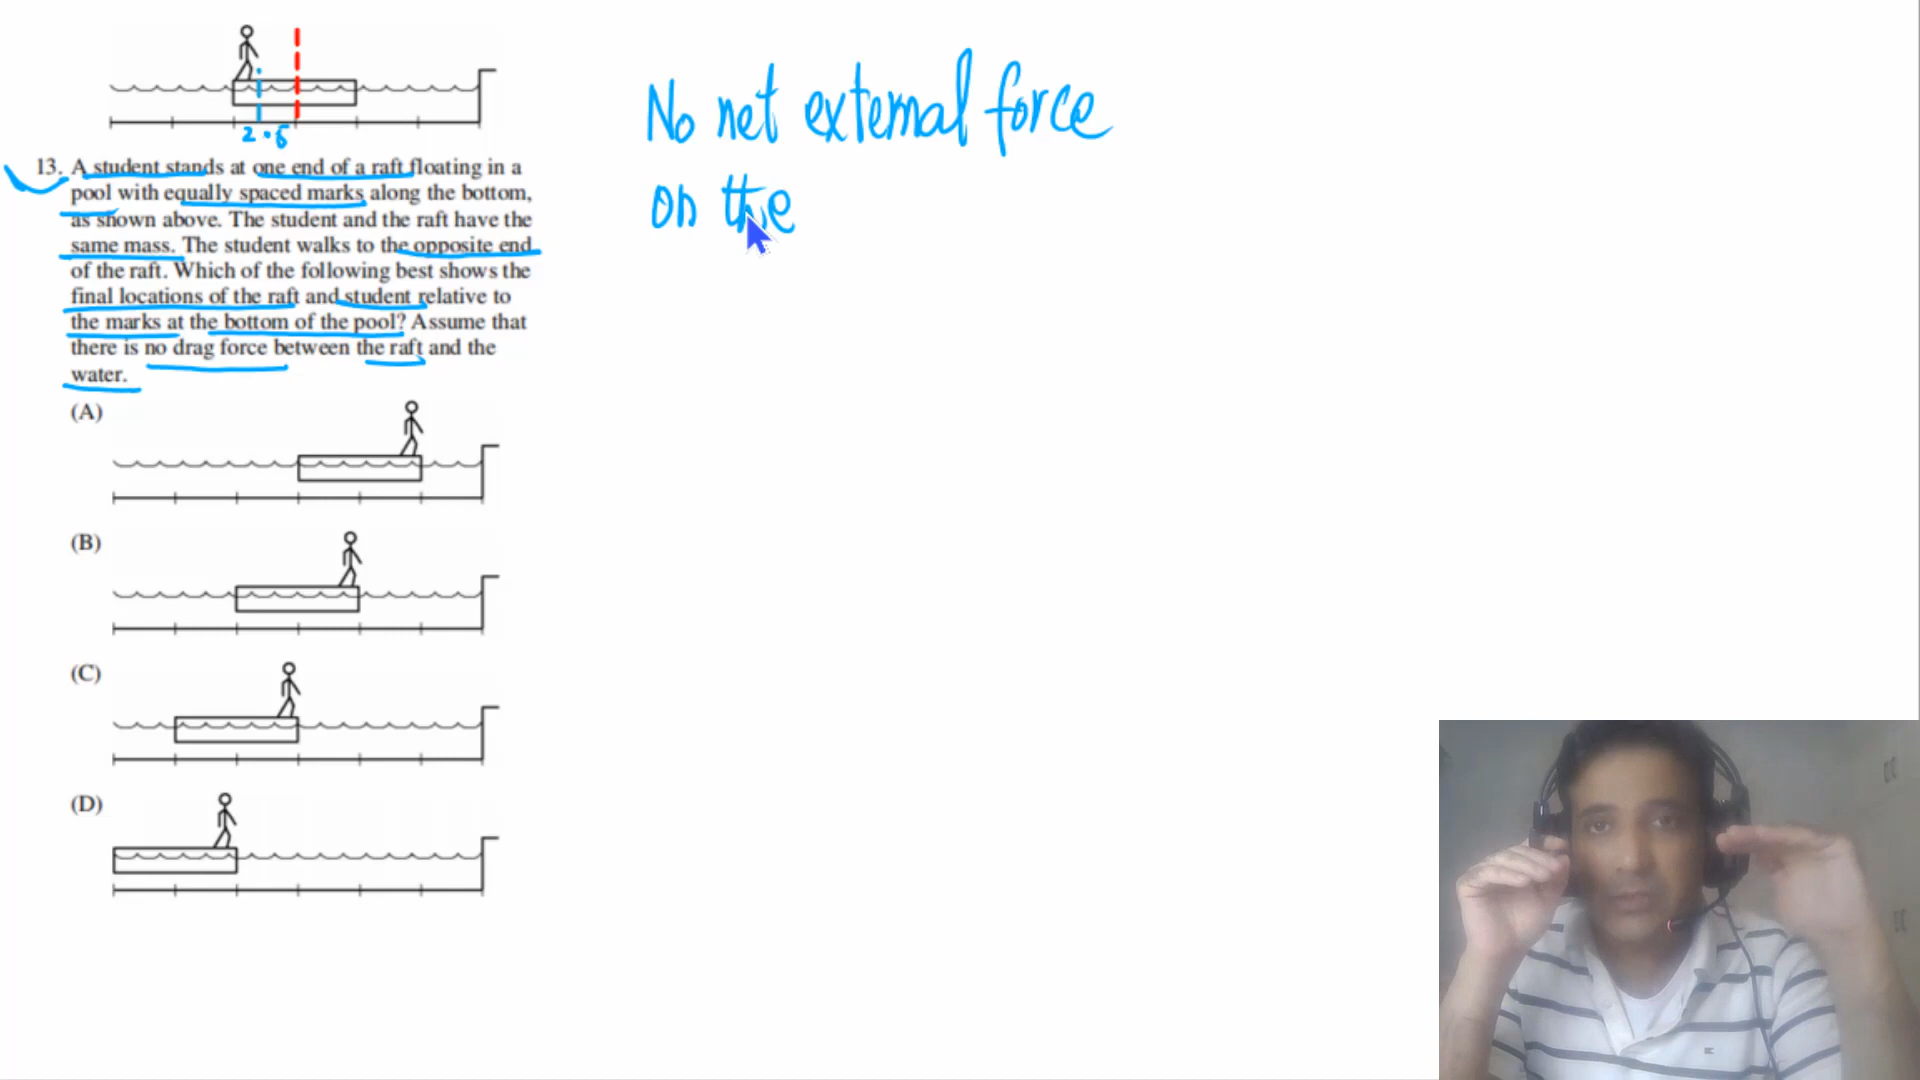 No net external force
on the
2.5
13. A student stands at one end of a raft floating in a
pool with equally spaced marks along the bottom,
as shown above. The student and the raft have the
same mass. The student walks to the opposite end
of the raft. Which of the following best shows the
final locations of the raft and student relative to
the marks at the bottom of the pool? Assume that
there is no drag force between the raft and the
water.
(A)
(B)
(C)
(D)